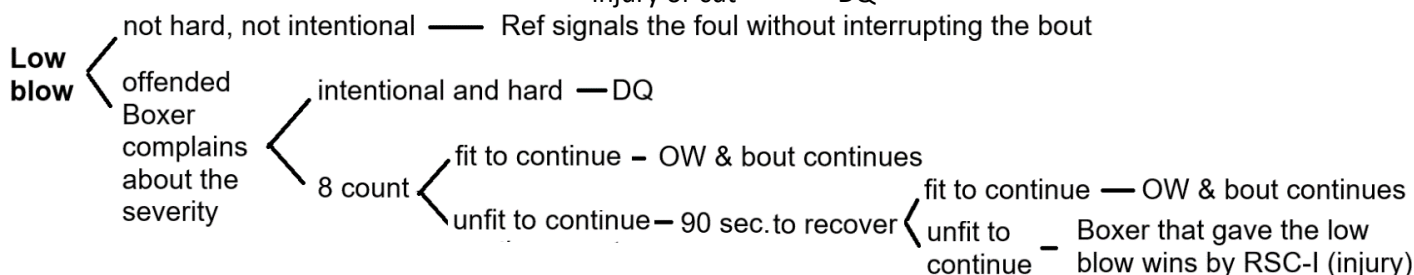 not hard, not intentional — Ref signals the foul without interrupting the bout
Low
blow
offended
Boxer
complains
about the
severity
intentional and hard — DQ
8 count
fit to continue - OW & bout continues
unfit to continue - 90 sec. to recover
fit to continue — OW & bout continues
unfit to
continue
- Boxer that gave the low
blow wins by RSC-I (injury)